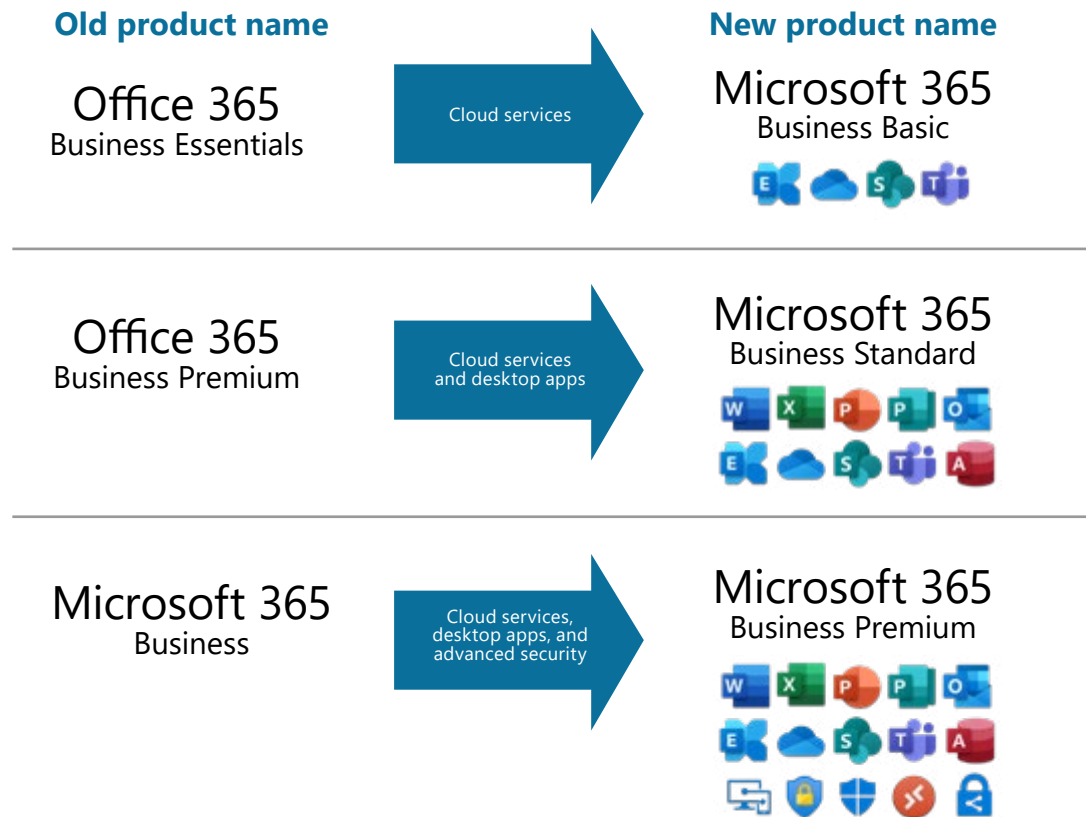 Old product name
New product name
Office 365
Business Essentials
Cloud services
Microsoft 365
Business Basic
E S T
Office 365
Business Premium
Cloud services
and desktop apps
Microsoft 365
Business Standard
W X P P O
E S T A
Microsoft 365
Business
Cloud services,
desktop apps, and
advanced security
Microsoft 365
Business Premium
W X P P O
E S T A